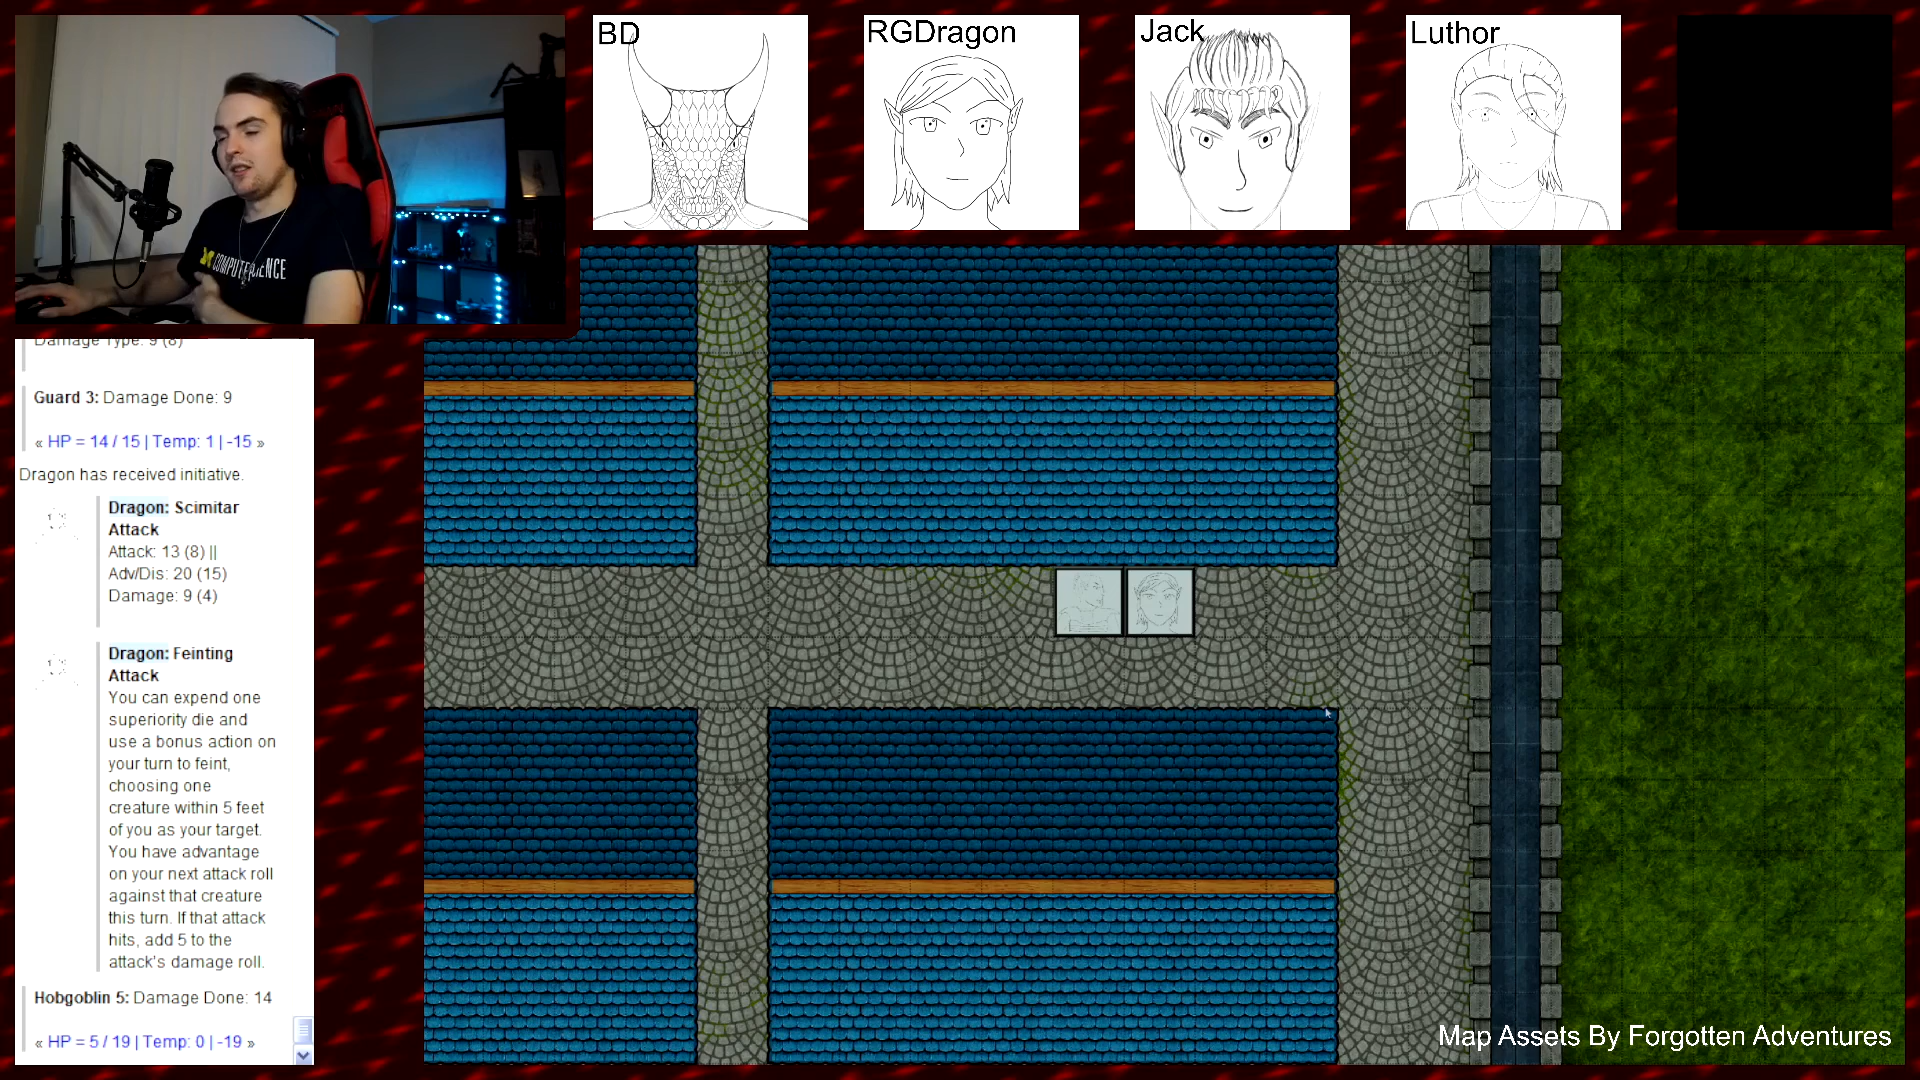 BD
RGDragon
Jack
Luthor
Damage Type: 9 (8)
Guard 3: Damage Done: 9
« HP = 14 / 15 | Temp: 1 | -15 »
Dragon has received initiative.
Dragon: Scimitar
Attack
Attack: 13 (8) ||
Adv/Dis: 20 (15)
Damage: 9 (4)
Dragon: Feinting
Attack
You can expend one
superiority die and
use a bonus action on
your turn to feint,
choosing one
creature within 5 feet
of you as your target.
You have advantage
on your next attack roll
against that creature
this turn. If that attack
hits, add 5 to the
attack's damage roll.
Hobgoblin 5: Damage Done: 14
« HP = 5 / 19 | Temp: 0 | -19 »
Map Assets By Forgotten Adventures